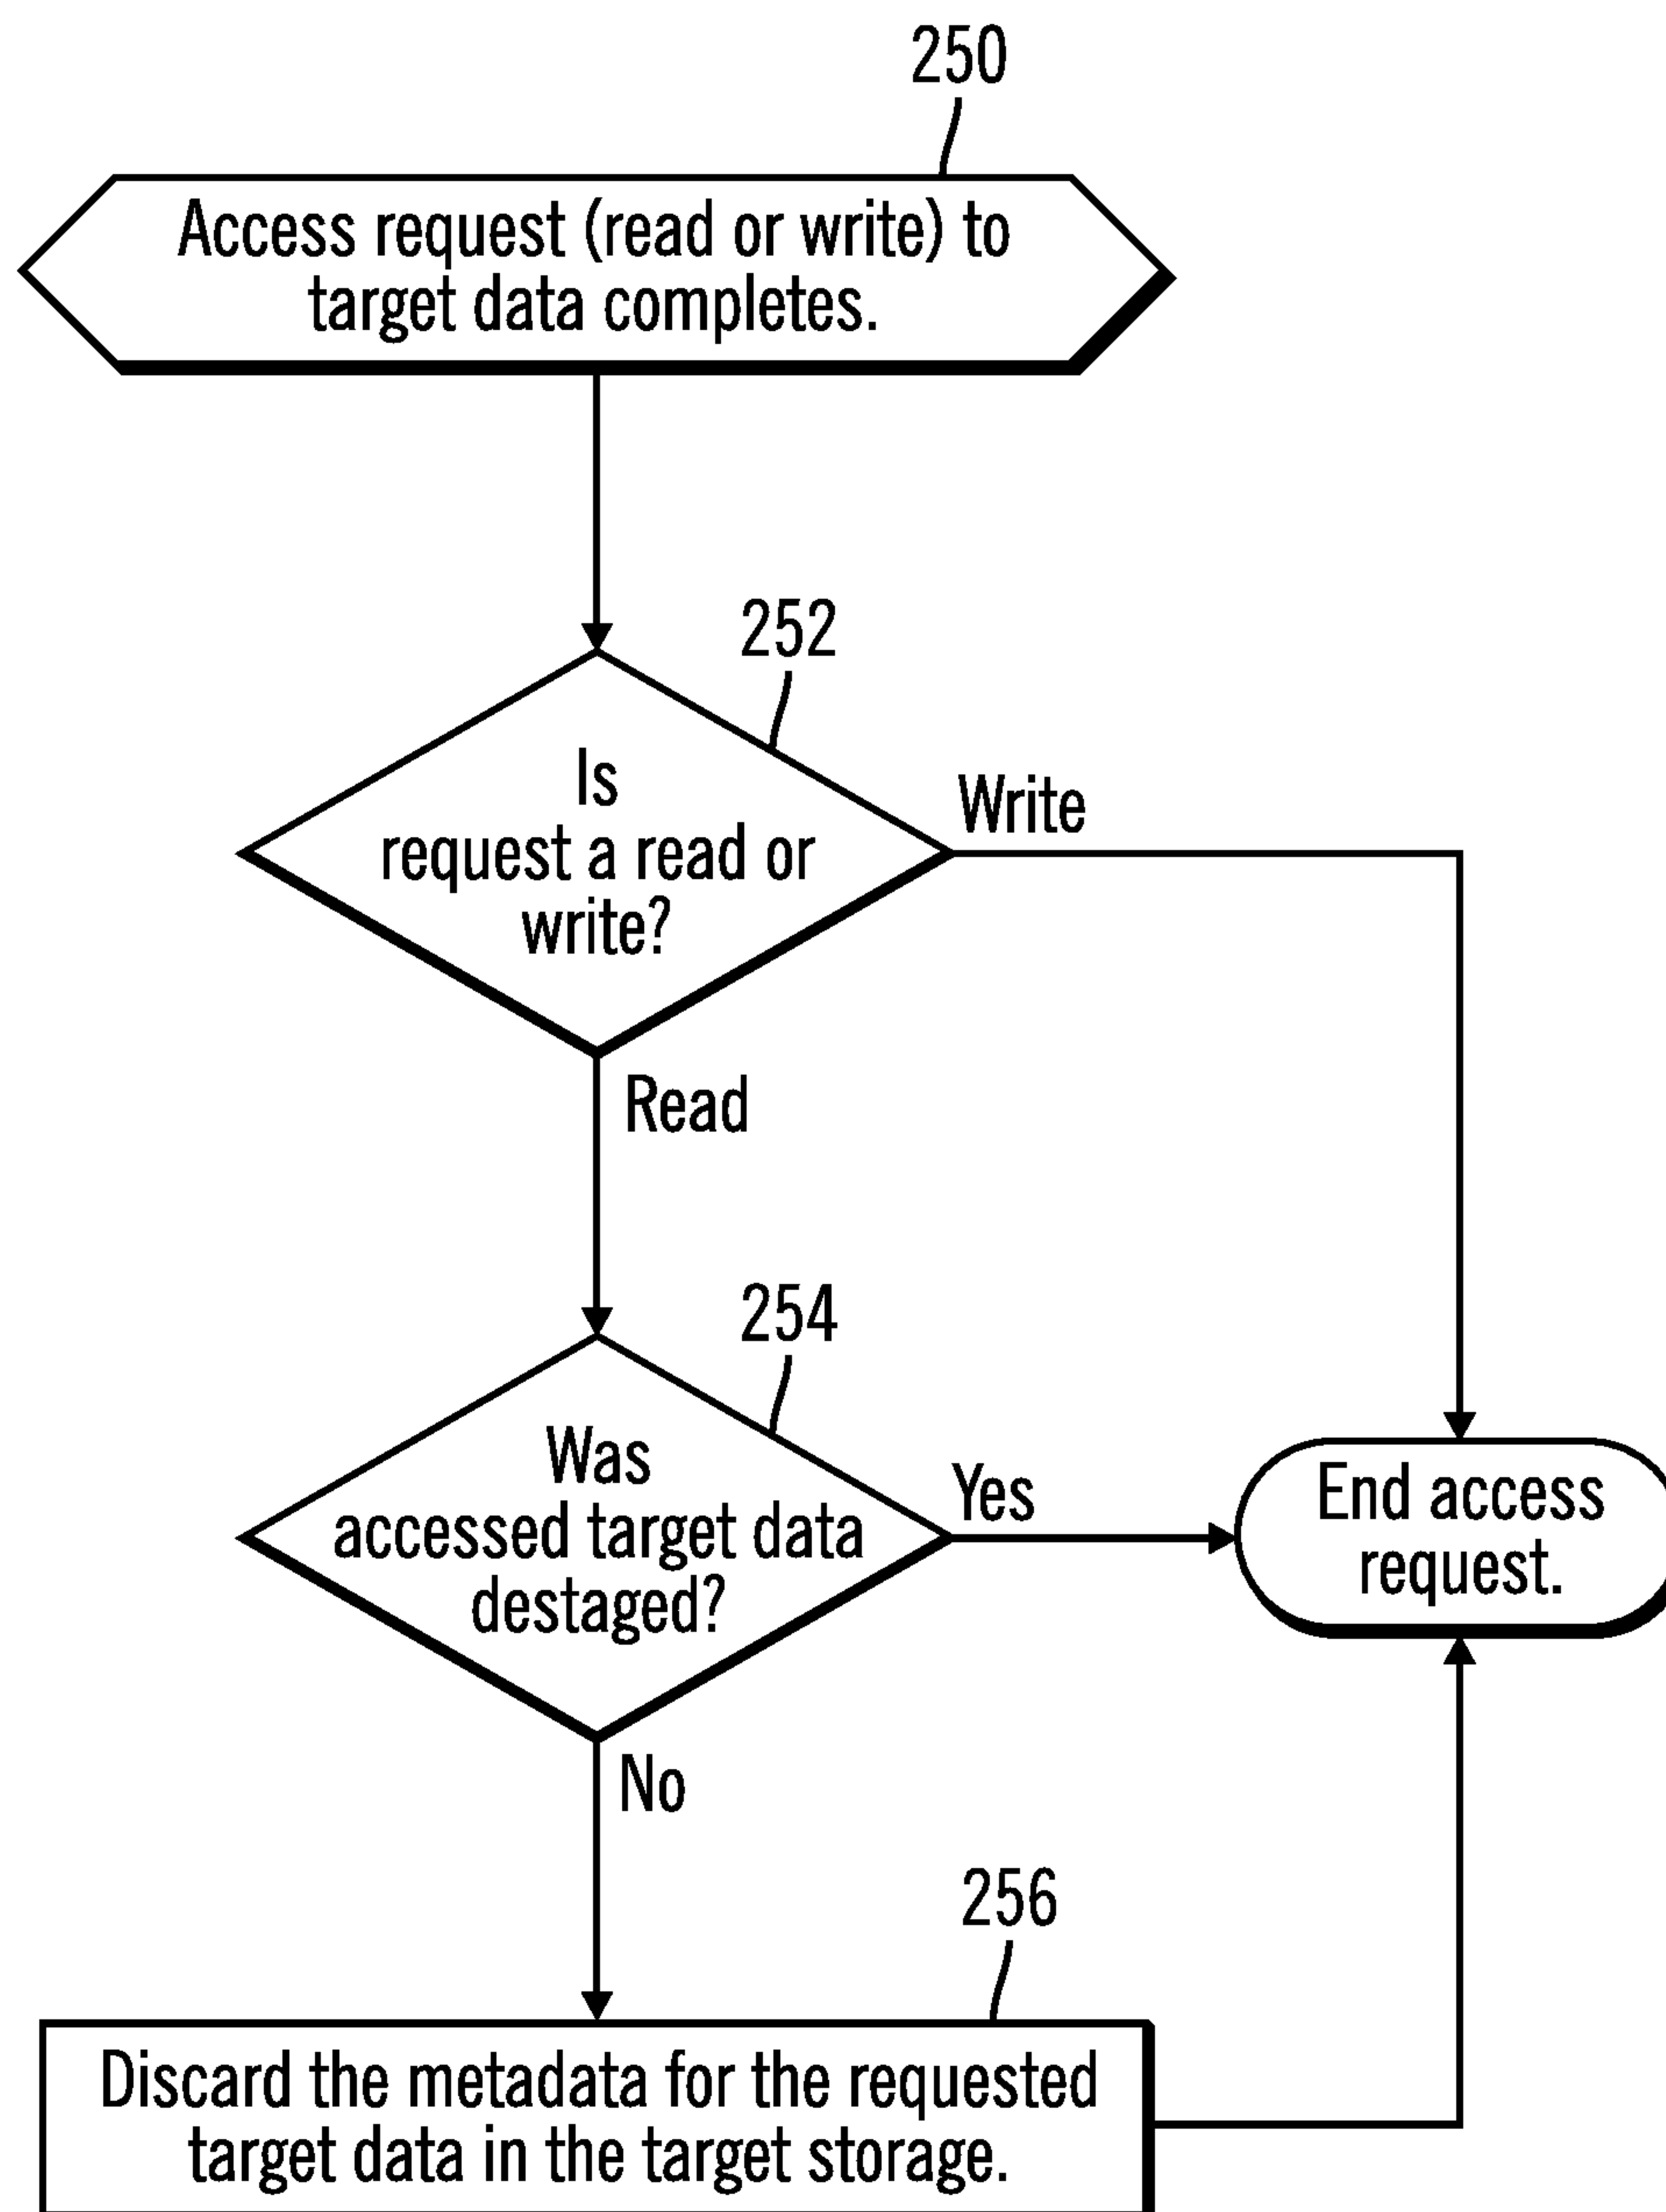 250
Access request (read or write) to
target data completes.
252
Is
request a read or
write?
Write
Read
254
Was
accessed target data
destaged?
Yes
End access
request.
No
256
Discard the metadata for the requested
target data in the target storage.